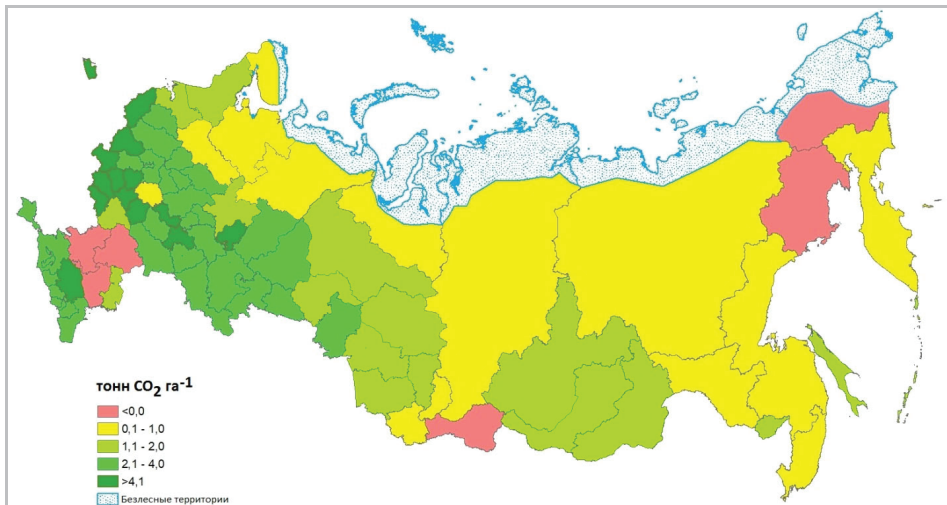 тонн CO₂ га⁻¹
<0,0
0,1 - 1,0
1,1 - 2,0
2,1 - 4,0
>4,1
Безлесные территории